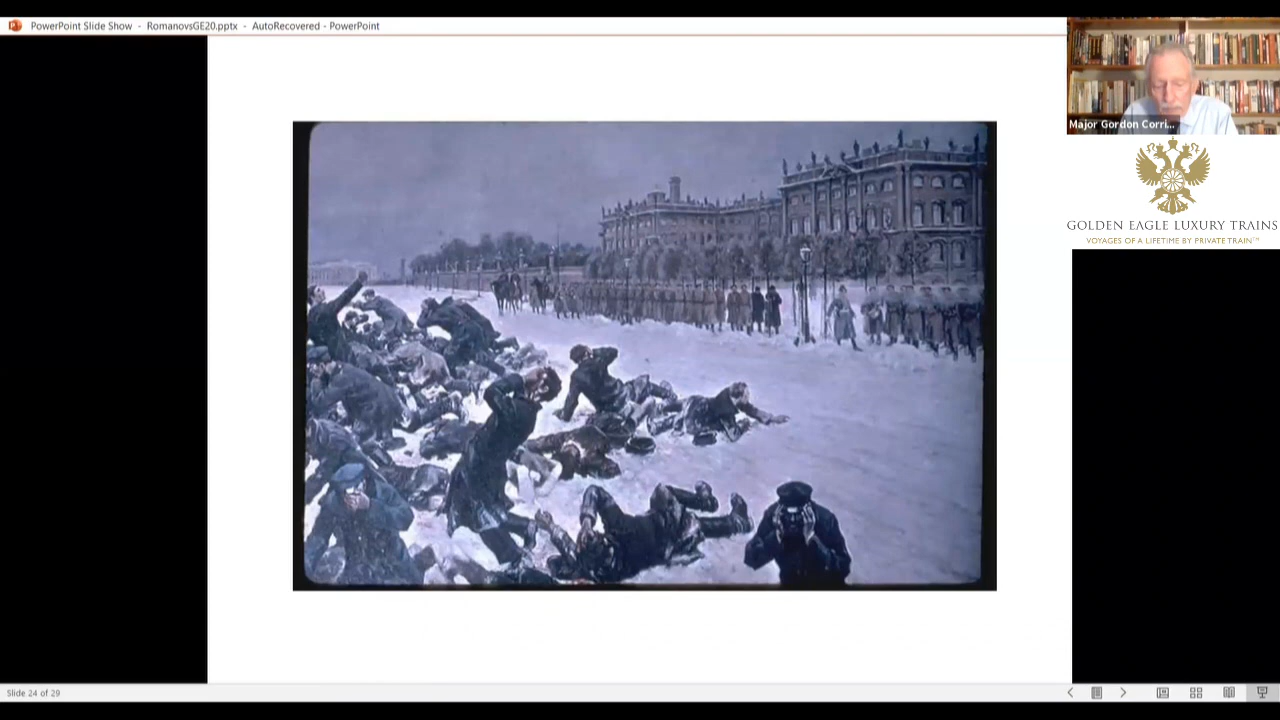 PowerPoint Slide Show - RomanovsGE20.pptx - AutoRecovered - PowerPoint
Major Gordon Corri...
GOLDEN EAGLE LUXURY TRAINS
VOYAGES OF A LIFETIME BY PRIVATE TRAIN™
Slide 24 of 29